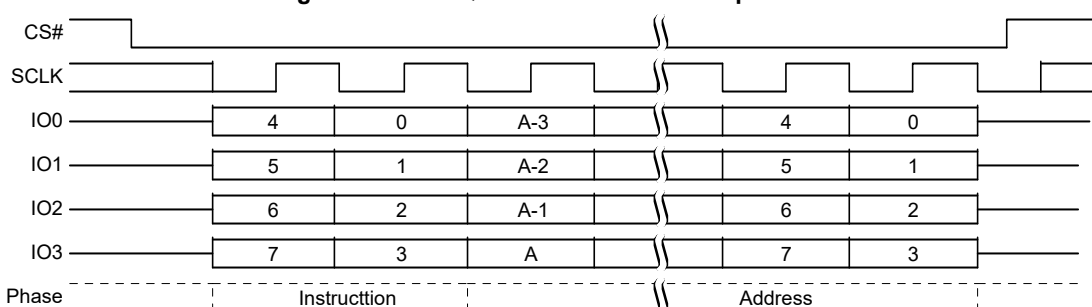 CS#
SCLK
IO0 4 0 A-3 4 0
IO1 5 1 A-2 5 1
IO2 6 2 A-1 6 2
IO3 7 3 A 7 3
Phase Instructtion Address